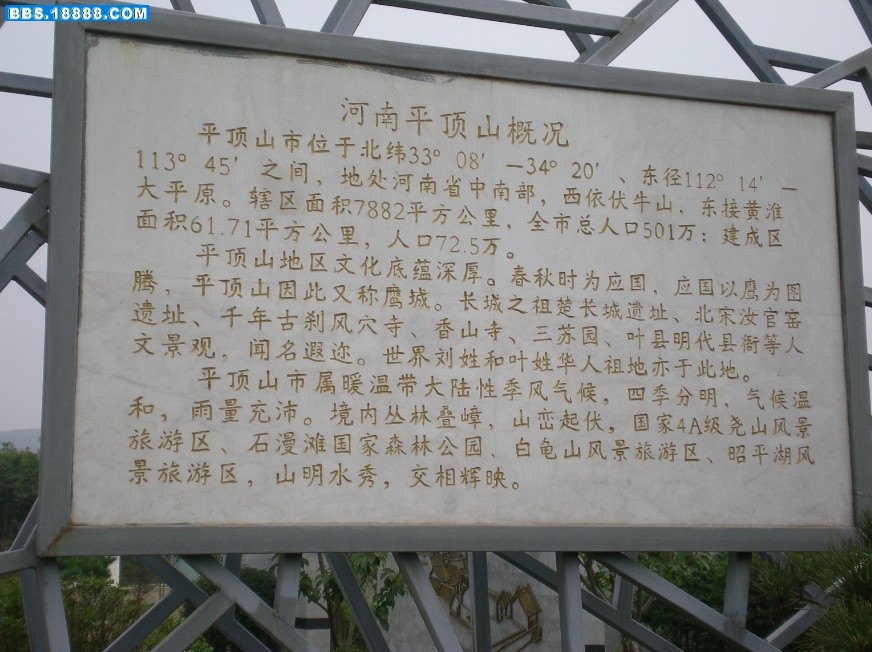 BBS.18888.COM
河南平顶山概况
平顶山市位于北纬33°08′—34°20′、东径112°14′—
113°45′之间，地处河南省中南部，西依伏牛山，东接黄淮
大平原。辖区面积7882平方公里，全市总人口501万；建成区
面积61.71平方公里，人口72.5万。
平顶山地区文化底蕴深厚。春秋时为应国，应国以鹰为图
腾，平顶山因此又称鹰城。长城之祖楚长城遗址、北宋汝官窑
遗址、千年古刹风穴寺、香山寺、三苏园、叶县明代县衙等人
文景观，闻名遐迩。世界刘姓和叶姓华人祖地亦于此地。
平顶山市属暖温带大陆性季风气候，四季分明，气候温
和，雨量充沛。境内丛林叠嶂，山峦起伏，国家4A级尧山风景
旅游区、石漫滩国家森林公园、白龟山风景旅游区、昭平湖风
景旅游区，山明水秀，交相辉映。